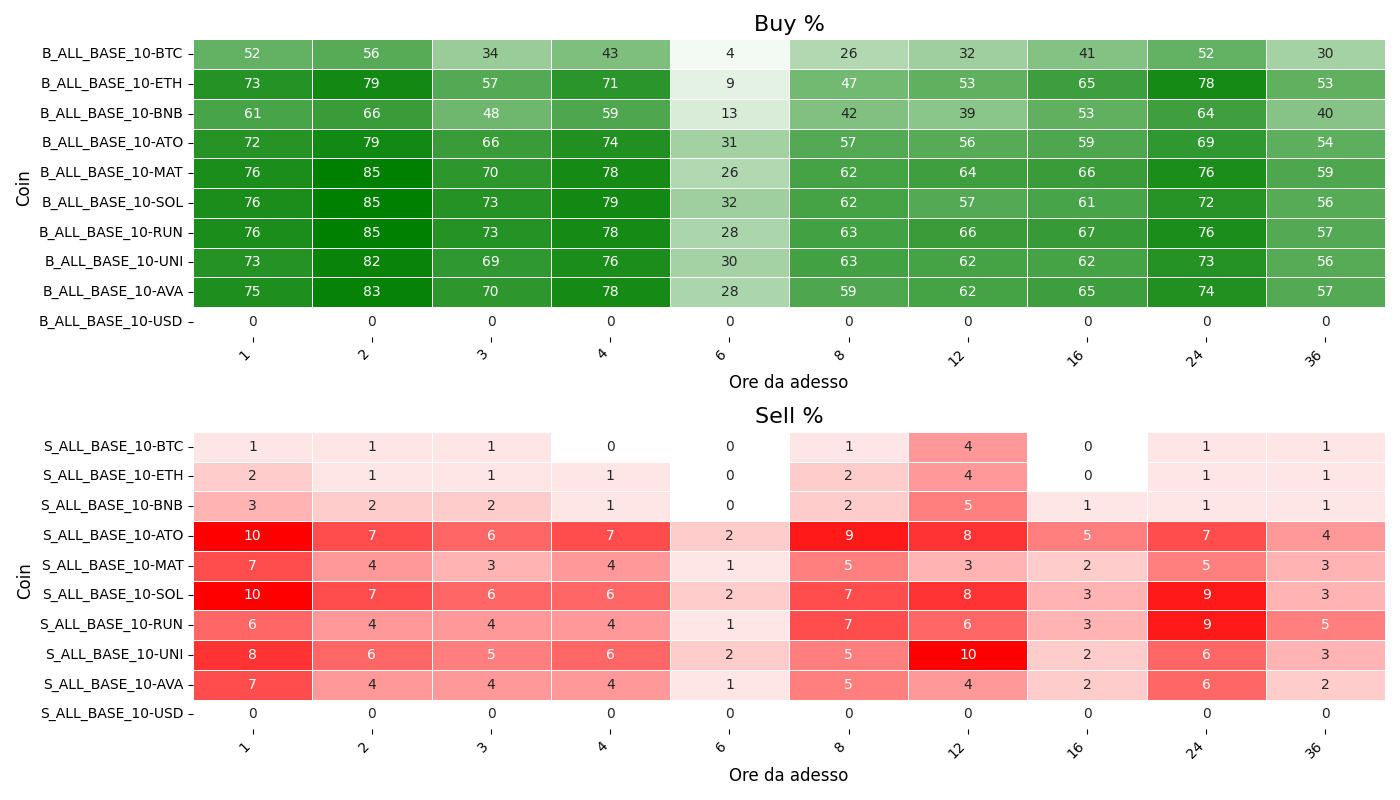 Buy %
Coin
B_ALL_BASE_10-BTC 52 56 34 43 4 26 32 41 52 30
B_ALL_BASE_10-ETH 73 79 57 71 9 47 53 65 78 53
B_ALL_BASE_10-BNB 61 66 48 59 13 42 39 53 64 40
B_ALL_BASE_10-ATO 72 79 66 74 31 57 56 59 69 54
B_ALL_BASE_10-MAT 76 85 70 78 26 62 64 66 76 59
B_ALL_BASE_10-SOL 76 85 73 79 32 62 57 61 72 56
B_ALL_BASE_10-RUN 76 85 73 78 28 63 66 67 76 57
B_ALL_BASE_10-UNI 73 82 69 76 30 63 62 62 73 56
B_ALL_BASE_10-AVA 75 83 70 78 28 59 62 65 74 57
B_ALL_BASE_10-USD 0 0 0 0 0 0 0 0 0 0
1 2 3 4 6 8 12 16 24 36
Ore da adesso
Sell %
Coin
S_ALL_BASE_10-BTC 1 1 1 0 0 1 4 0 1 1
S_ALL_BASE_10-ETH 2 1 1 1 0 2 4 0 1 1
S_ALL_BASE_10-BNB 3 2 2 1 0 2 5 1 1 1
S_ALL_BASE_10-ATO 10 7 6 7 2 9 8 5 7 4
S_ALL_BASE_10-MAT 7 4 3 4 1 5 3 2 5 3
S_ALL_BASE_10-SOL 10 7 6 6 2 7 8 3 9 3
S_ALL_BASE_10-RUN 6 4 4 4 1 7 6 3 9 5
S_ALL_BASE_10-UNI 8 6 5 6 2 5 10 2 6 3
S_ALL_BASE_10-AVA 7 4 4 4 1 5 4 2 6 2
S_ALL_BASE_10-USD 0 0 0 0 0 0 0 0 0 0
1 2 3 4 6 8 12 16 24 36
Ore da adesso